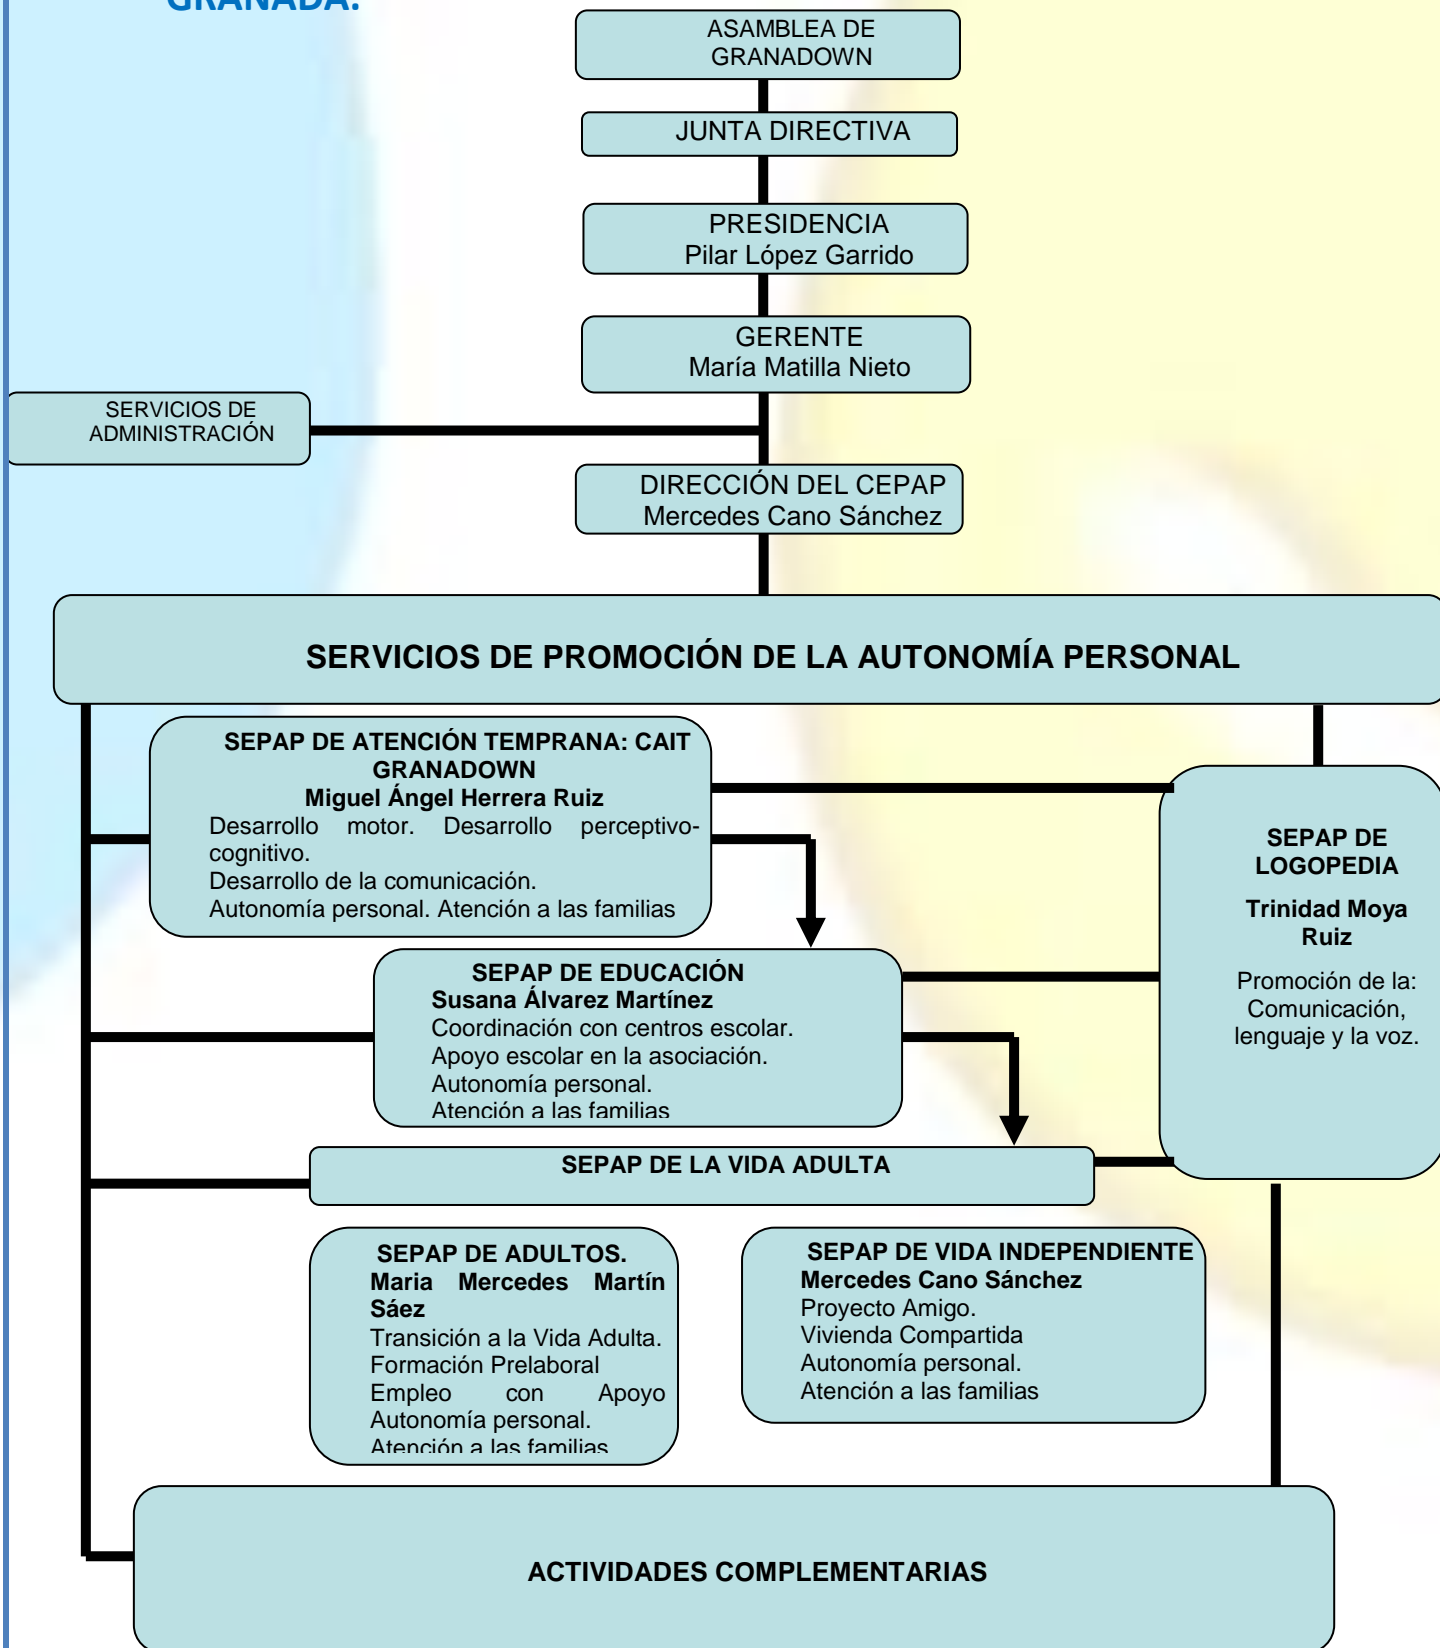 GRANADA.
ASAMBLEA DE
GRANADOWN
JUNTA DIRECTIVA
PRESIDENCIA
Pilar López Garrido
GERENTE
María Matilla Nieto
SERVICIOS DE
ADMINISTRACIÓN
DIRECCIÓN DEL CEPAP
Mercedes Cano Sánchez
SERVICIOS DE PROMOCIÓN DE LA AUTONOMÍA PERSONAL
SEPAP DE ATENCIÓN TEMPRANA: CAIT
GRANADOWN
Miguel Ángel Herrera Ruiz
Desarrollo motor. Desarrollo perceptivo-
cognitivo.
Desarrollo de la comunicación.
Autonomía personal. Atención a las familias
SEPAP DE
LOGOPEDIA
Trinidad Moya
Ruiz
Promoción de la:
Comunicación,
lenguaje y la voz.
SEPAP DE EDUCACIÓN
Susana Álvarez Martínez
Coordinación con centros escolar.
Apoyo escolar en la asociación.
Autonomía personal.
Atención a las familias
SEPAP DE LA VIDA ADULTA
SEPAP DE ADULTOS.
Maria Mercedes Martín
Sáez
Transición a la Vida Adulta.
Formación Prelaboral
Empleo con Apoyo
Autonomía personal.
Atención a las familias
SEPAP DE VIDA INDEPENDIENTE
Mercedes Cano Sánchez
Proyecto Amigo.
Vivienda Compartida
Autonomía personal.
Atención a las familias
ACTIVIDADES COMPLEMENTARIAS